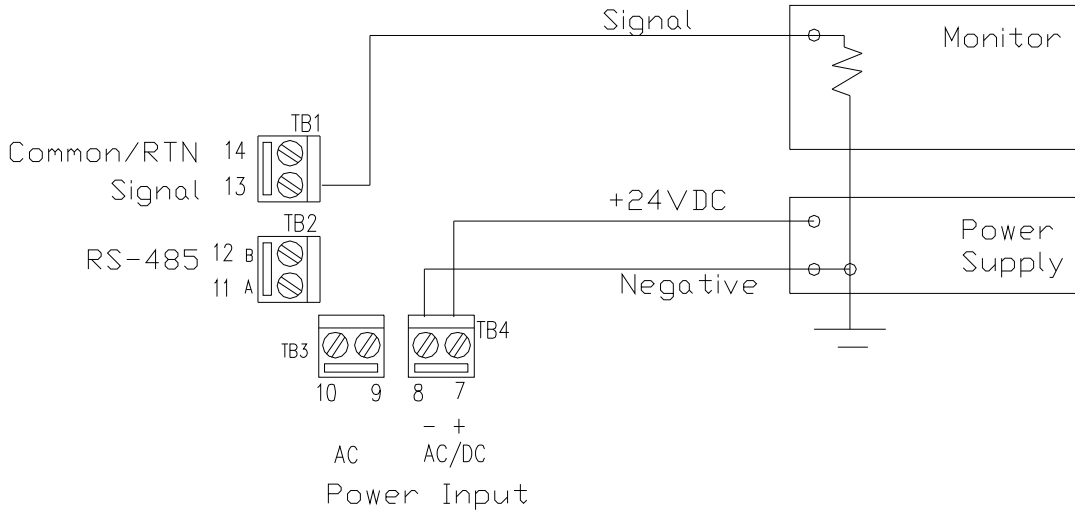 Signal
Monitor
TB1
Common/RTN 14
Signal 13
+24VDC
TB2
Power
Supply
RS-485 12 B
11 A
Negative
TB3
TB4
10 9 8 7
- +
AC AC/DC
Power Input